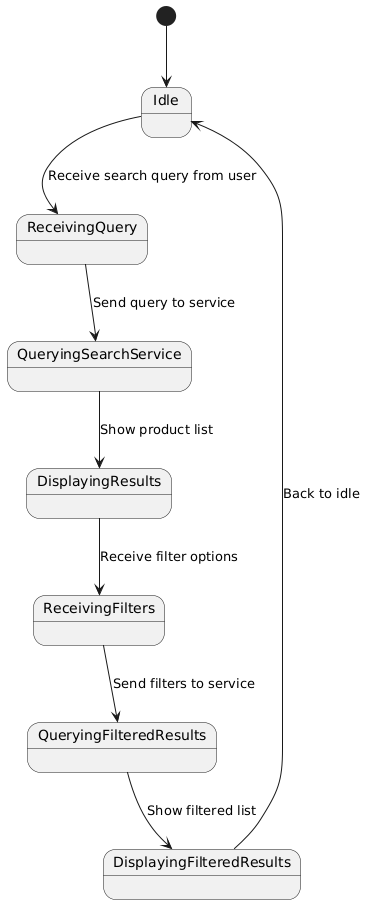 Idle
Receive search query from user
ReceivingQuery
Send query to service
QueryingSearchService
Show product list
DisplayingResults
Back to idle
Receive filter options
ReceivingFilters
Send filters to service
QueryingFilteredResults
Show filtered list
DisplayingFilteredResults